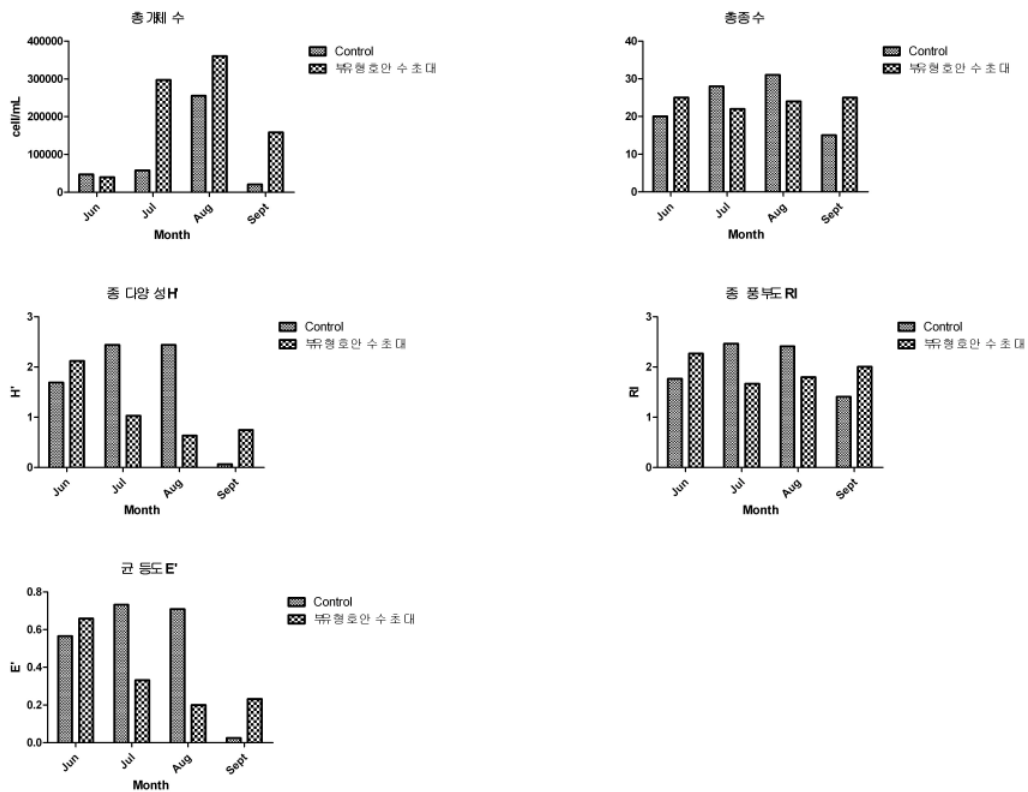 총 개체 수
400000
300000
200000
100000
0
cell/mL
Jun
Jul
Aug
Sept
Month
Control
부유형호안 수 초 대
총종수
40
30
20
10
0
Jun
Jul
Aug
Sept
Month
Control
부유형호안 수 초 대
종 다양 성 H'
3
2
1
0
H'
Jun
Jul
Aug
Sept
Month
Control
부유형호안 수 초 대
종 풍부도 RI
3
2
1
0
RI
Jun
Jul
Aug
Sept
Month
Control
부유형호안 수 초 대
균 등도 E'
0.8
0.6
0.4
0.2
0.0
E'
Jun
Jul
Aug
Sept
Month
Control
부유형호안 수 초 대